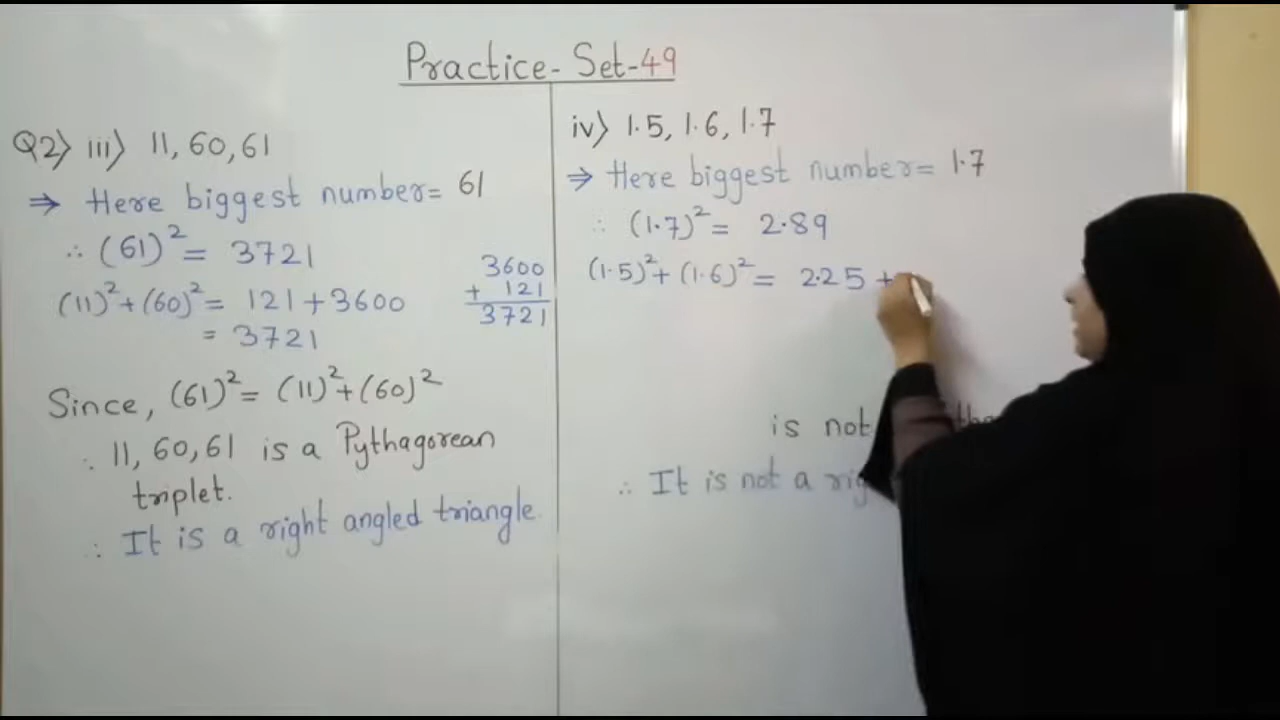 Practice-Set-49
Q2) iii) 11, 60, 61
⇒ Here biggest number= 61
∴ (61)² = 3721
(11)²+(60)² = 121+3600
= 3721
3600
+ 121
3721
Since, (61)² = (11)²+(60)²
∴ 11, 60, 61 is a Pythagorean
triplet.
∴ It is a right angled triangle.
iv) 1.5, 1.6, 1.7
⇒ Here biggest number= 1.7
∴ (1.7)² = 2.89
(1.5)²+(1.6)² = 2.25 +
is not
∴ It is not a